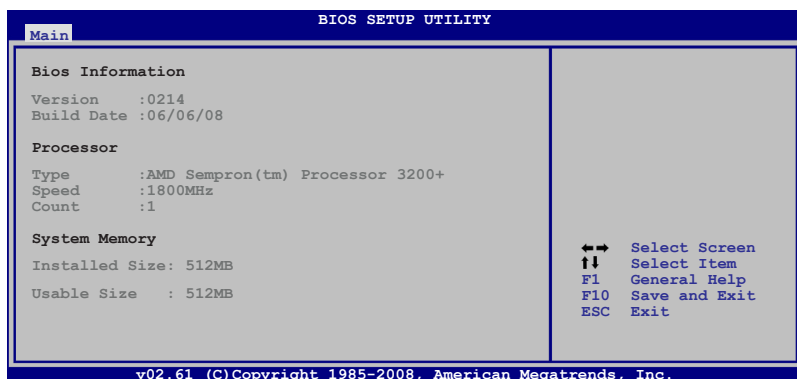 BIOS SETUP UTILITY
Main
Bios Information
Version :0214
Build Date :06/06/08
Processor
Type :AMD Sempron(tm) Processor 3200+
Speed :1800MHz
Count :1
System Memory
Installed Size: 512MB
Usable Size : 512MB
←→ Select Screen
↑↓ Select Item
F1 General Help
F10 Save and Exit
ESC Exit
v02.61 (C)Copyright 1985-2008, American Megatrends, Inc.